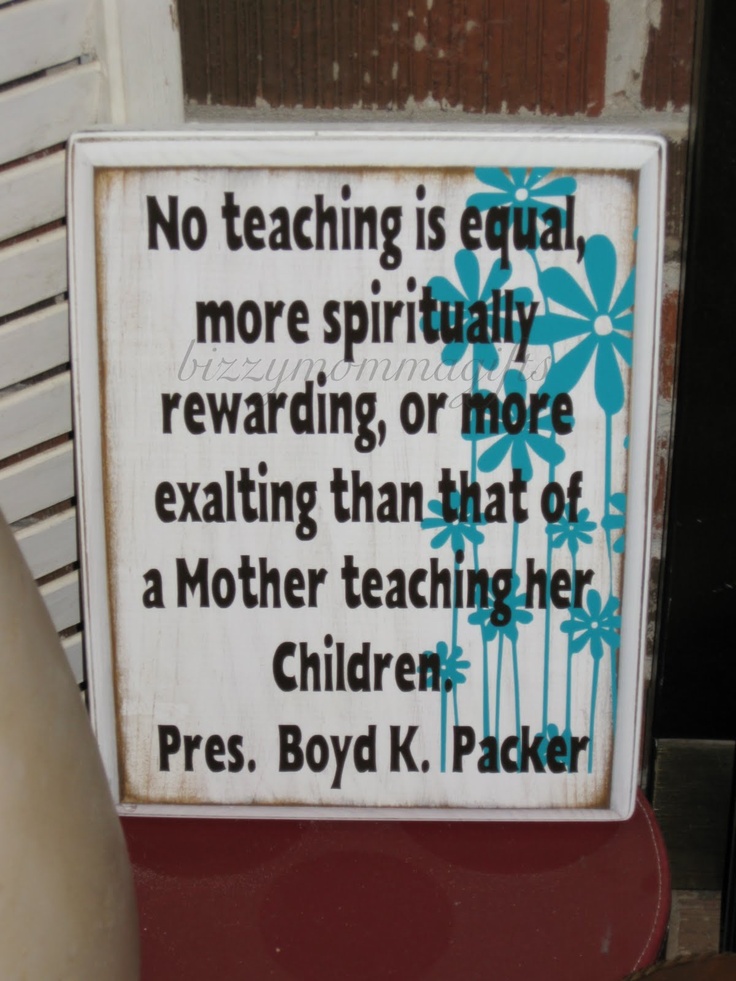 No teaching is equal,
more spiritually
bizzymommagifts
rewarding, or more
exalting than that of
a Mother teaching her
Children.
Pres. Boyd K. Packer